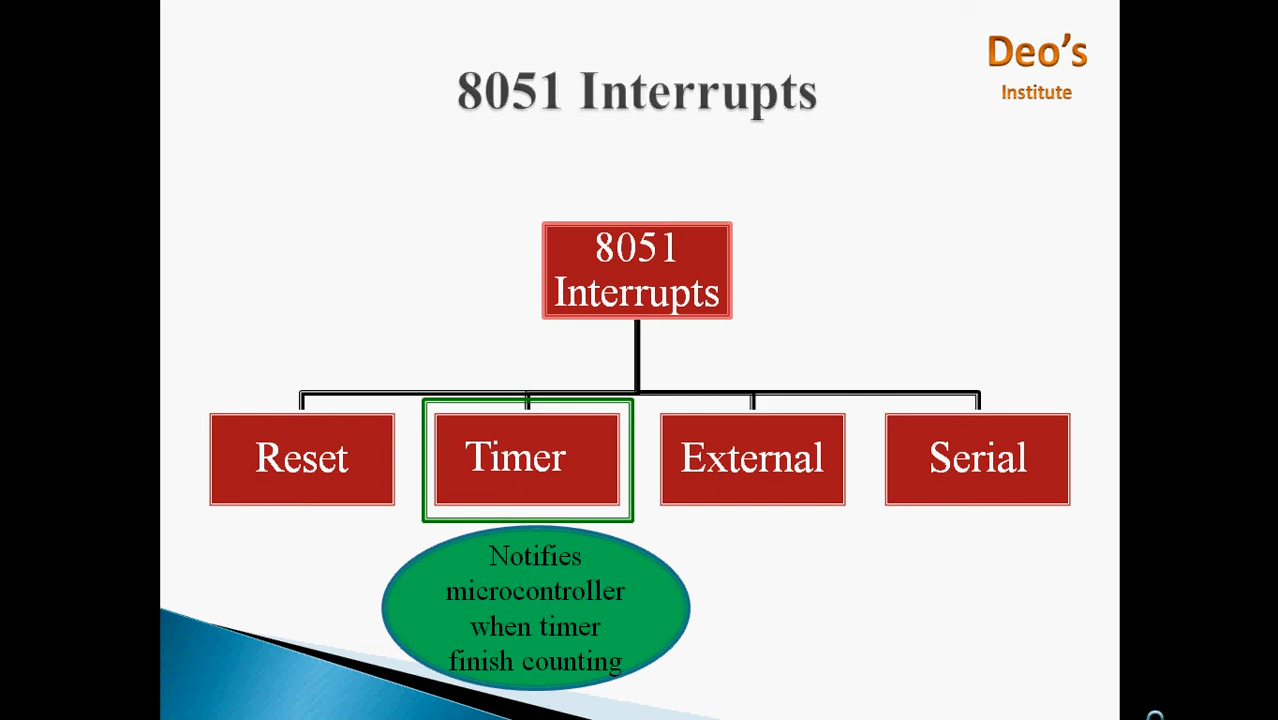 Deo's
Institute
8051 Interrupts
8051
Interrupts
Reset
Timer
External
Serial
Notifies
microcontroller
when timer
finish counting